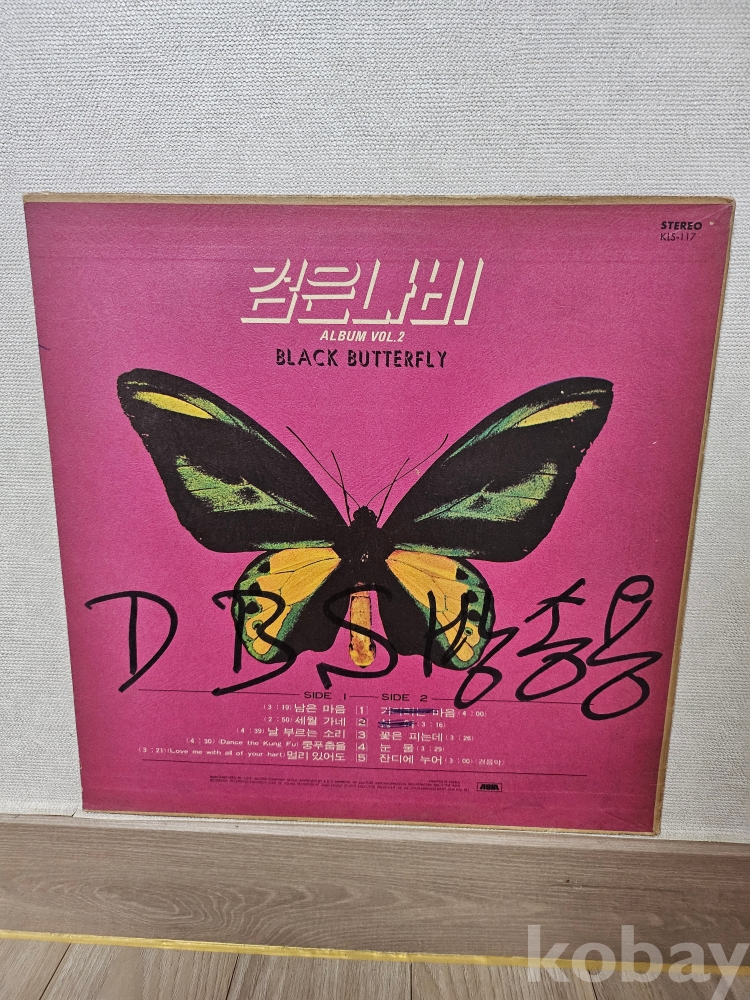 STEREO
KLS-117
검은나비
ALBUM VOL.2
BLACK BUTTERFLY
DBS방송용
SIDE 1 SIDE 2
(3 : 19) 남은 마음 1 마음 (4 : 00)
(2 : 50) 세월 가네 2 (3 : 16)
(4 : 39) 날 부르는 소리 3 꽃은 피는데 (3 : 28)
(4 : 30) (Dance the Kung Fu) 쿵푸춤을 4 눈 물 (3 : 29)
(3 : 21) (Love me with all of your hart) 멀리 있어도 5 잔디에 누어 (3 : 00) (경음악)
kobay